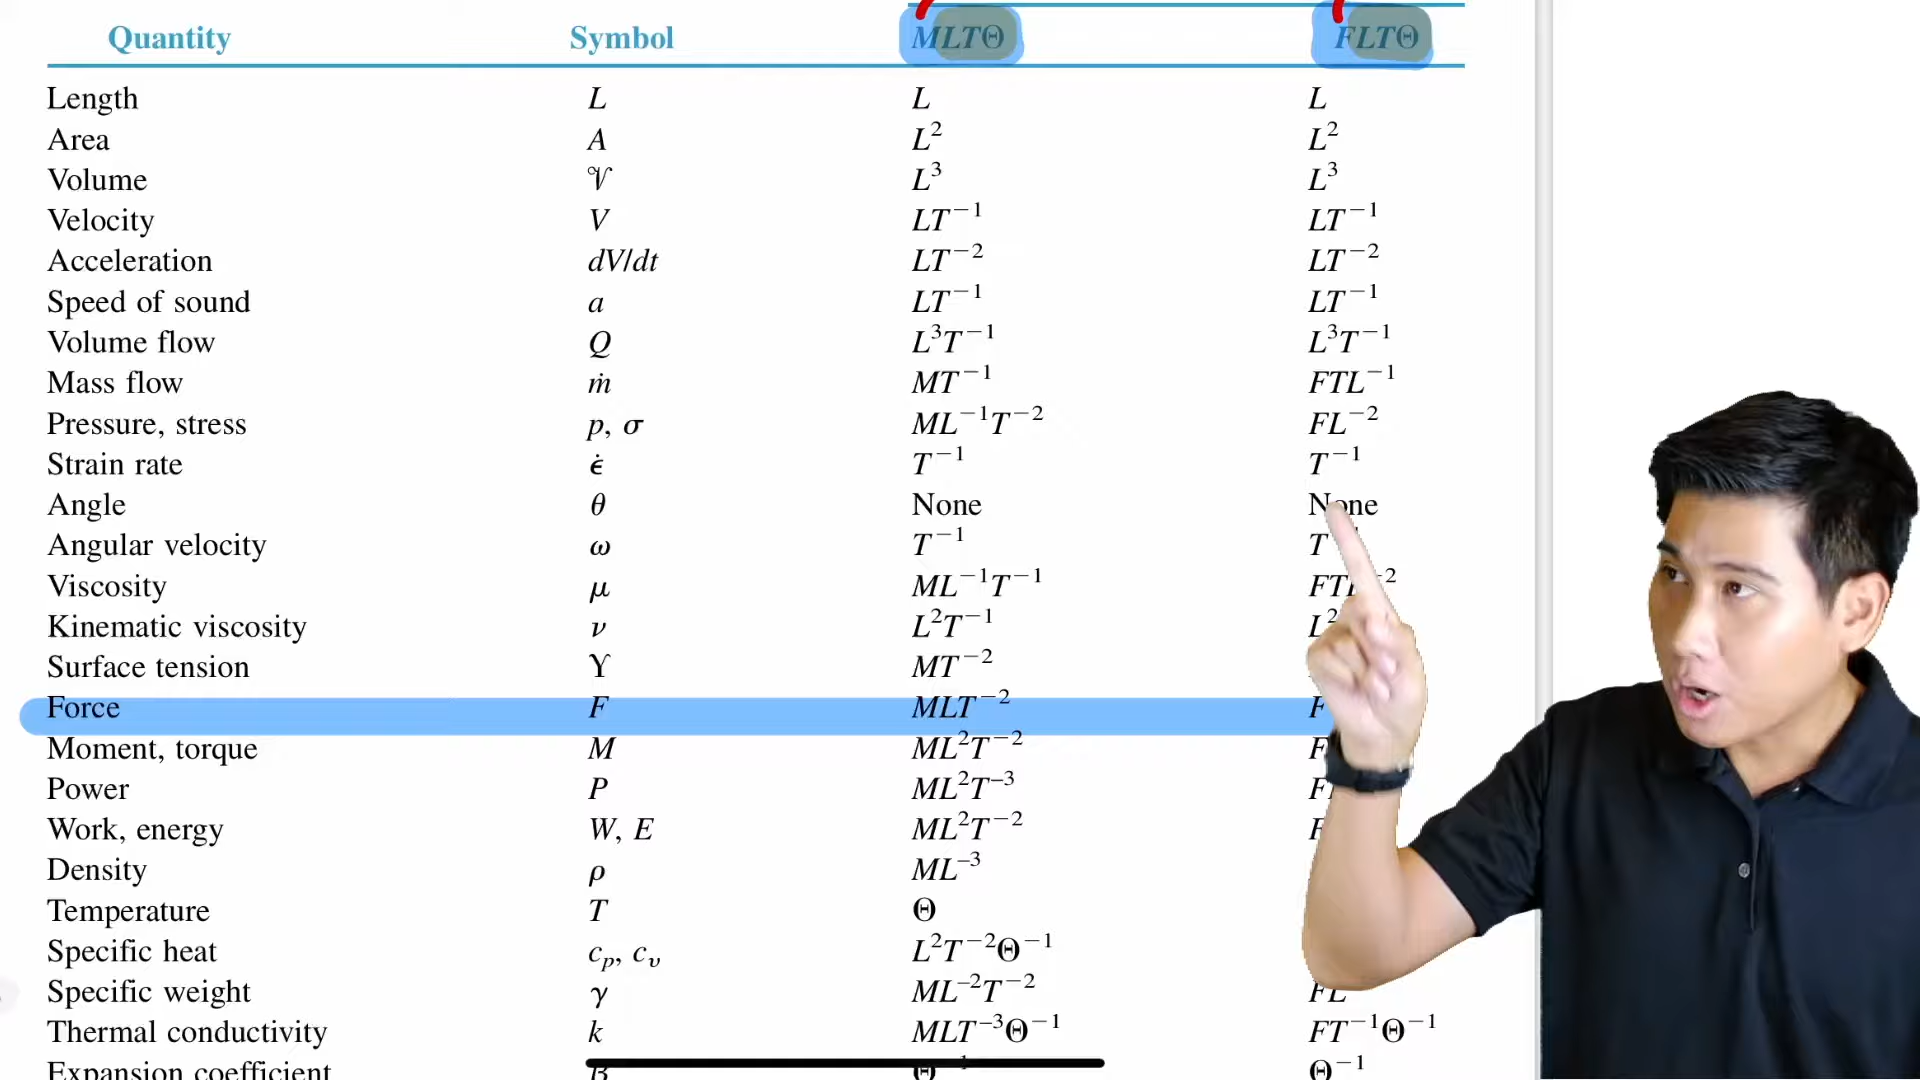 Quantity Symbol MLTΘ FLTΘ
Length L L L
Area A L² L²
Volume 𝒱 L³ L³
Velocity V LT⁻¹ LT⁻¹
Acceleration dV/dt LT⁻² LT⁻²
Speed of sound a LT⁻¹ LT⁻¹
Volume flow Q L³T⁻¹ L³T⁻¹
Mass flow ṁ MT⁻¹ FTL⁻¹
Pressure, stress p, σ ML⁻¹T⁻² FL⁻²
Strain rate ϵ̇ T⁻¹ T⁻¹
Angle θ None None
Angular velocity ω T⁻¹ T
Viscosity μ ML⁻¹T⁻¹
Kinematic viscosity ν L²T⁻¹ L²
Surface tension ϒ MT⁻²
Force F MLT⁻² F
Moment, torque M ML²T⁻² F
Power P ML²T⁻³ F
Work, energy W, E ML²T⁻² F
Density ρ ML⁻³
Temperature T Θ
Specific heat cₚ, cᵥ L²T⁻²Θ⁻¹
Specific weight γ ML⁻²T⁻² FL
Thermal conductivity k MLT⁻³Θ⁻¹ FT⁻¹Θ⁻¹
Expansion coefficient β Θ⁻¹ Θ⁻¹